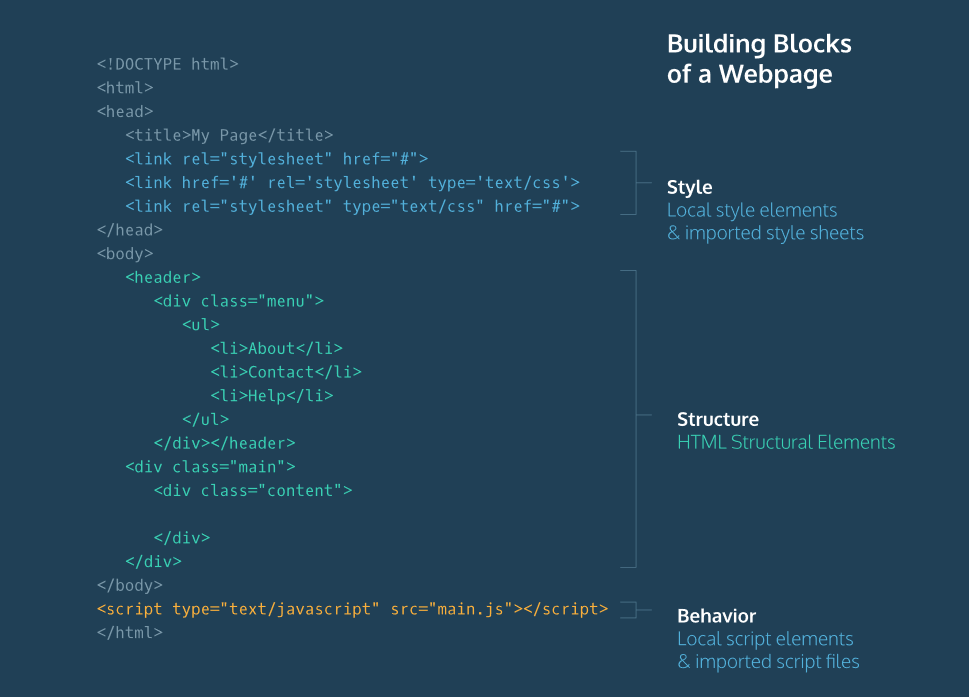 Building Blocks
of a Webpage
<!DOCTYPE html>
<html>
<head>
<title>My Page</title>
<link rel="stylesheet" href="#">
<link href='#' rel='stylesheet' type='text/css'>
<link rel="stylesheet" type="text/css" href="#">
</head>
<body>
<header>
<div class="menu">
<ul>
<li>About</li>
<li>Contact</li>
<li>Help</li>
</ul>
</div></header>
<div class="main">
<div class="content">
</div>
</div>
</body>
<script type="text/javascript" src="main.js"></script>
</html>
Style
Local style elements
& imported style sheets
Structure
HTML Structural Elements
Behavior
Local script elements
& imported script files